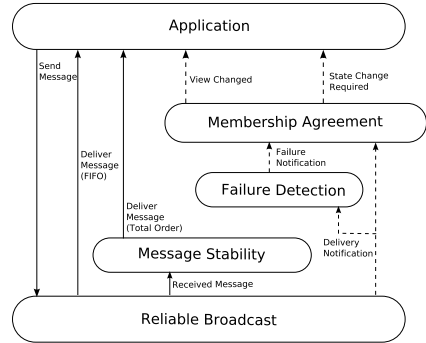 Application
Send
Message
View Changed
State Change
Required
Membership Agreement
Deliver
Message
(FIFO)
Failure
Notification
Failure Detection
Deliver
Message
(Total Order)
Delivery
Notification
Message Stability
Received Message
Reliable Broadcast